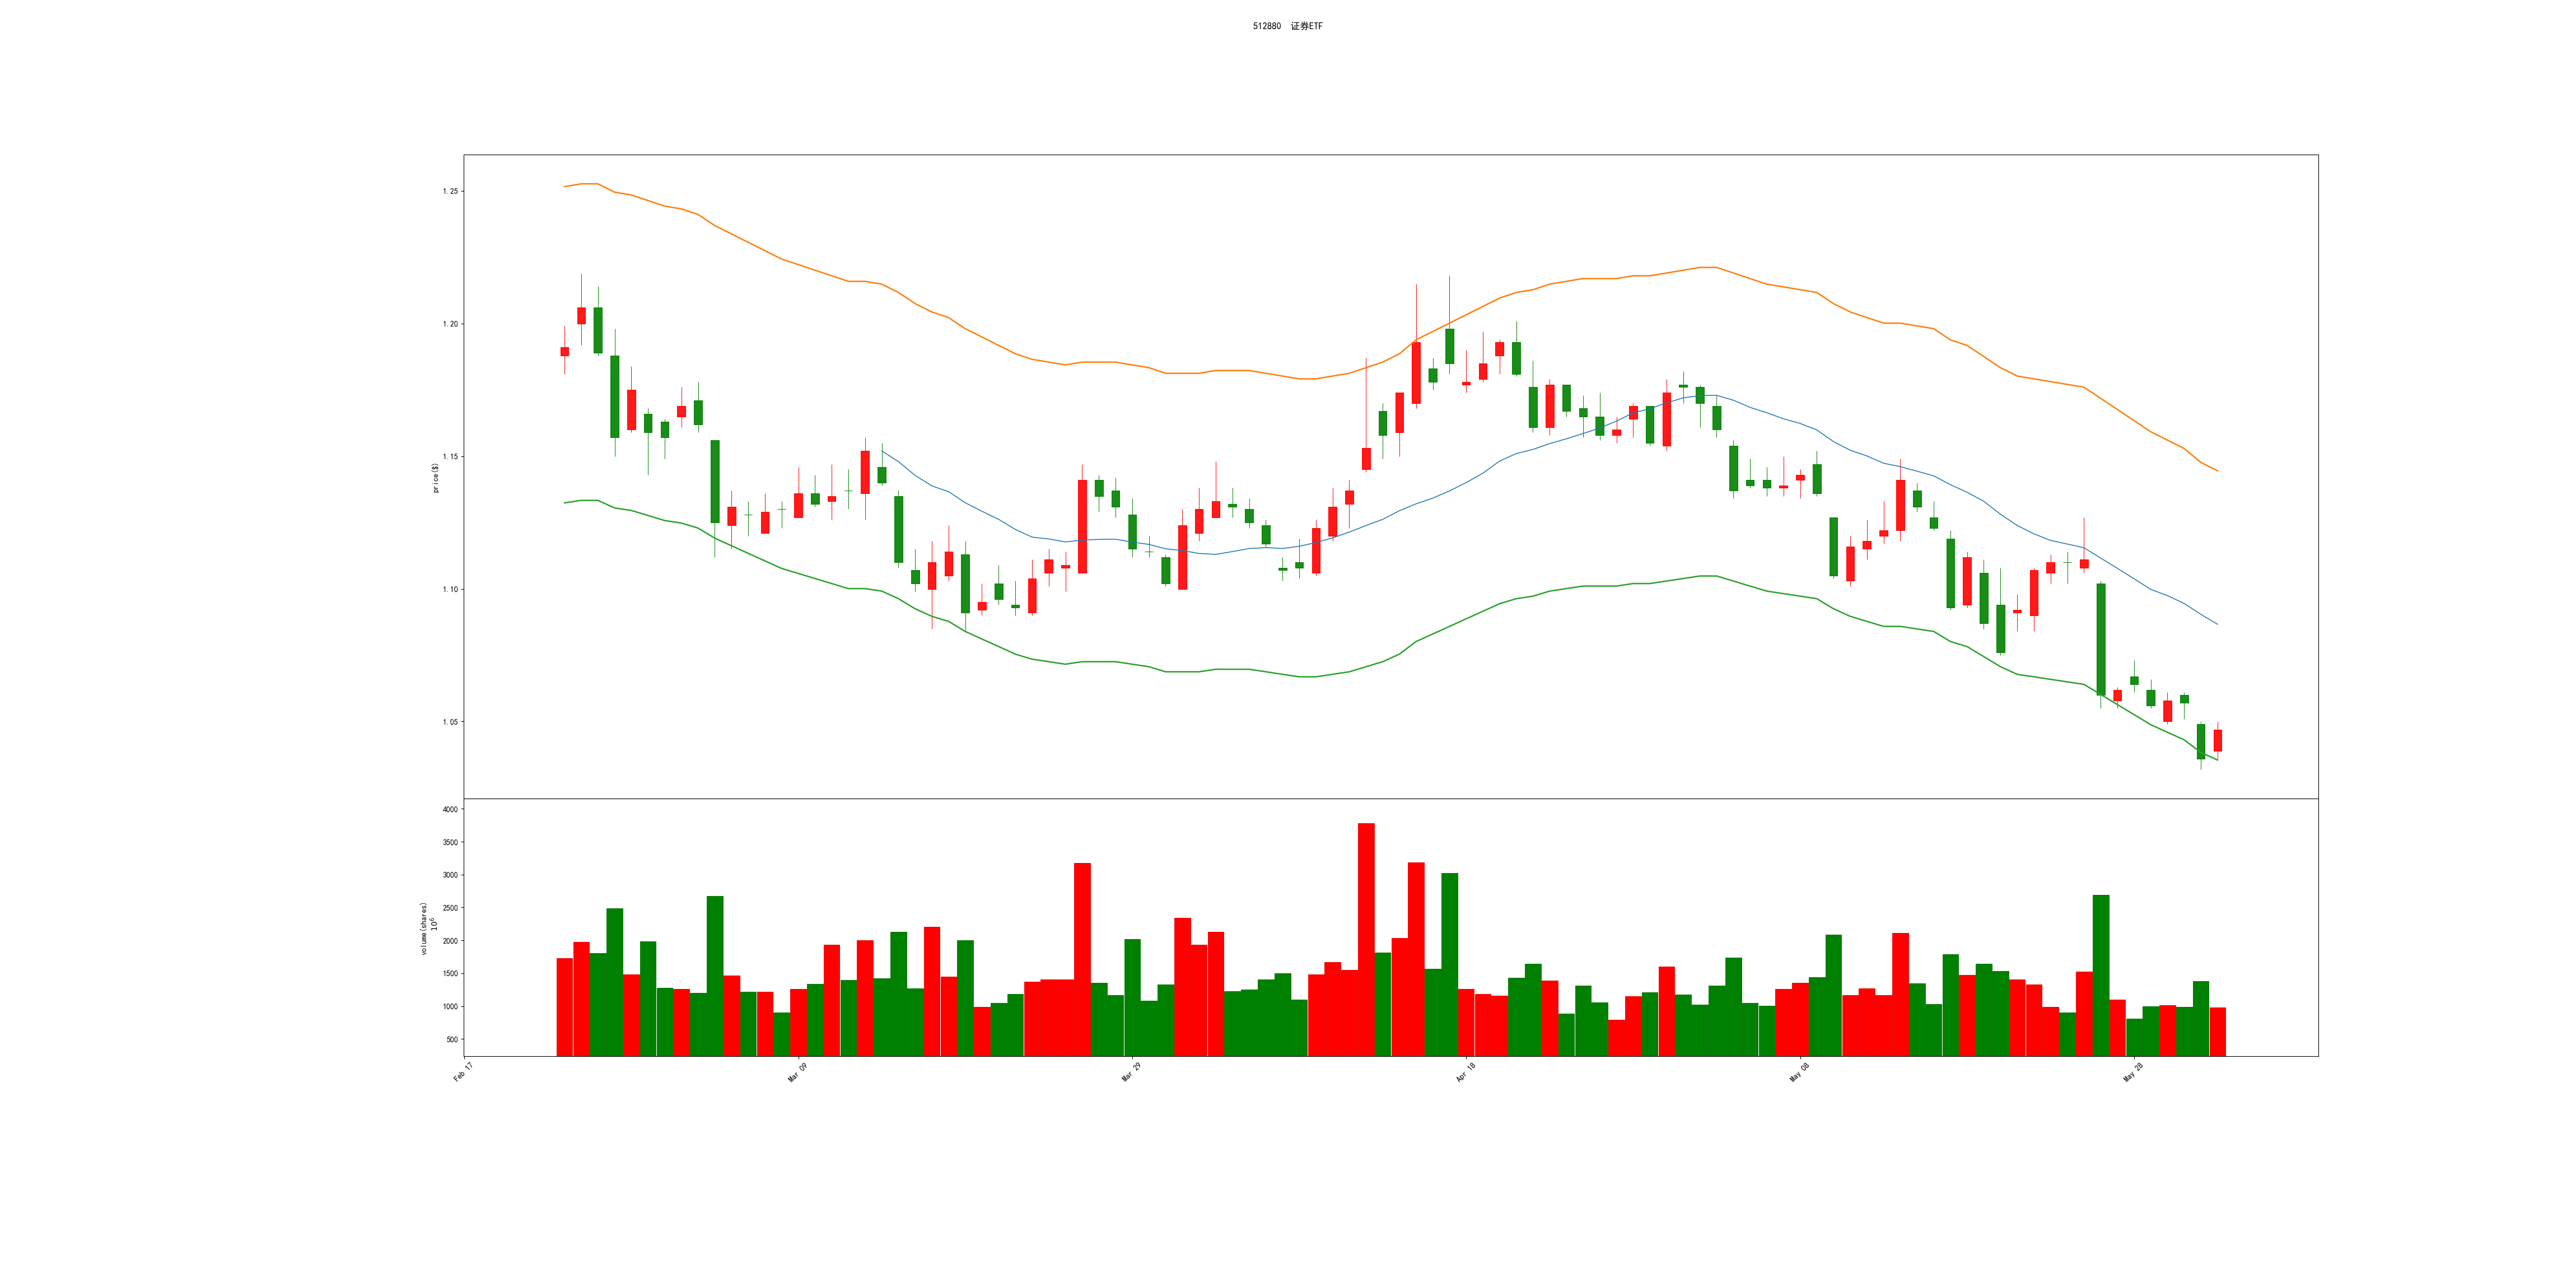 512880 证券ETF
1.25
1.20
1.15
1.10
1.05
price($)
4000
3500
3000
2500
2000
1500
1000
500
volume(shares)
10^6
Feb 17
Mar 09
Mar 29
Apr 18
May 08
May 28